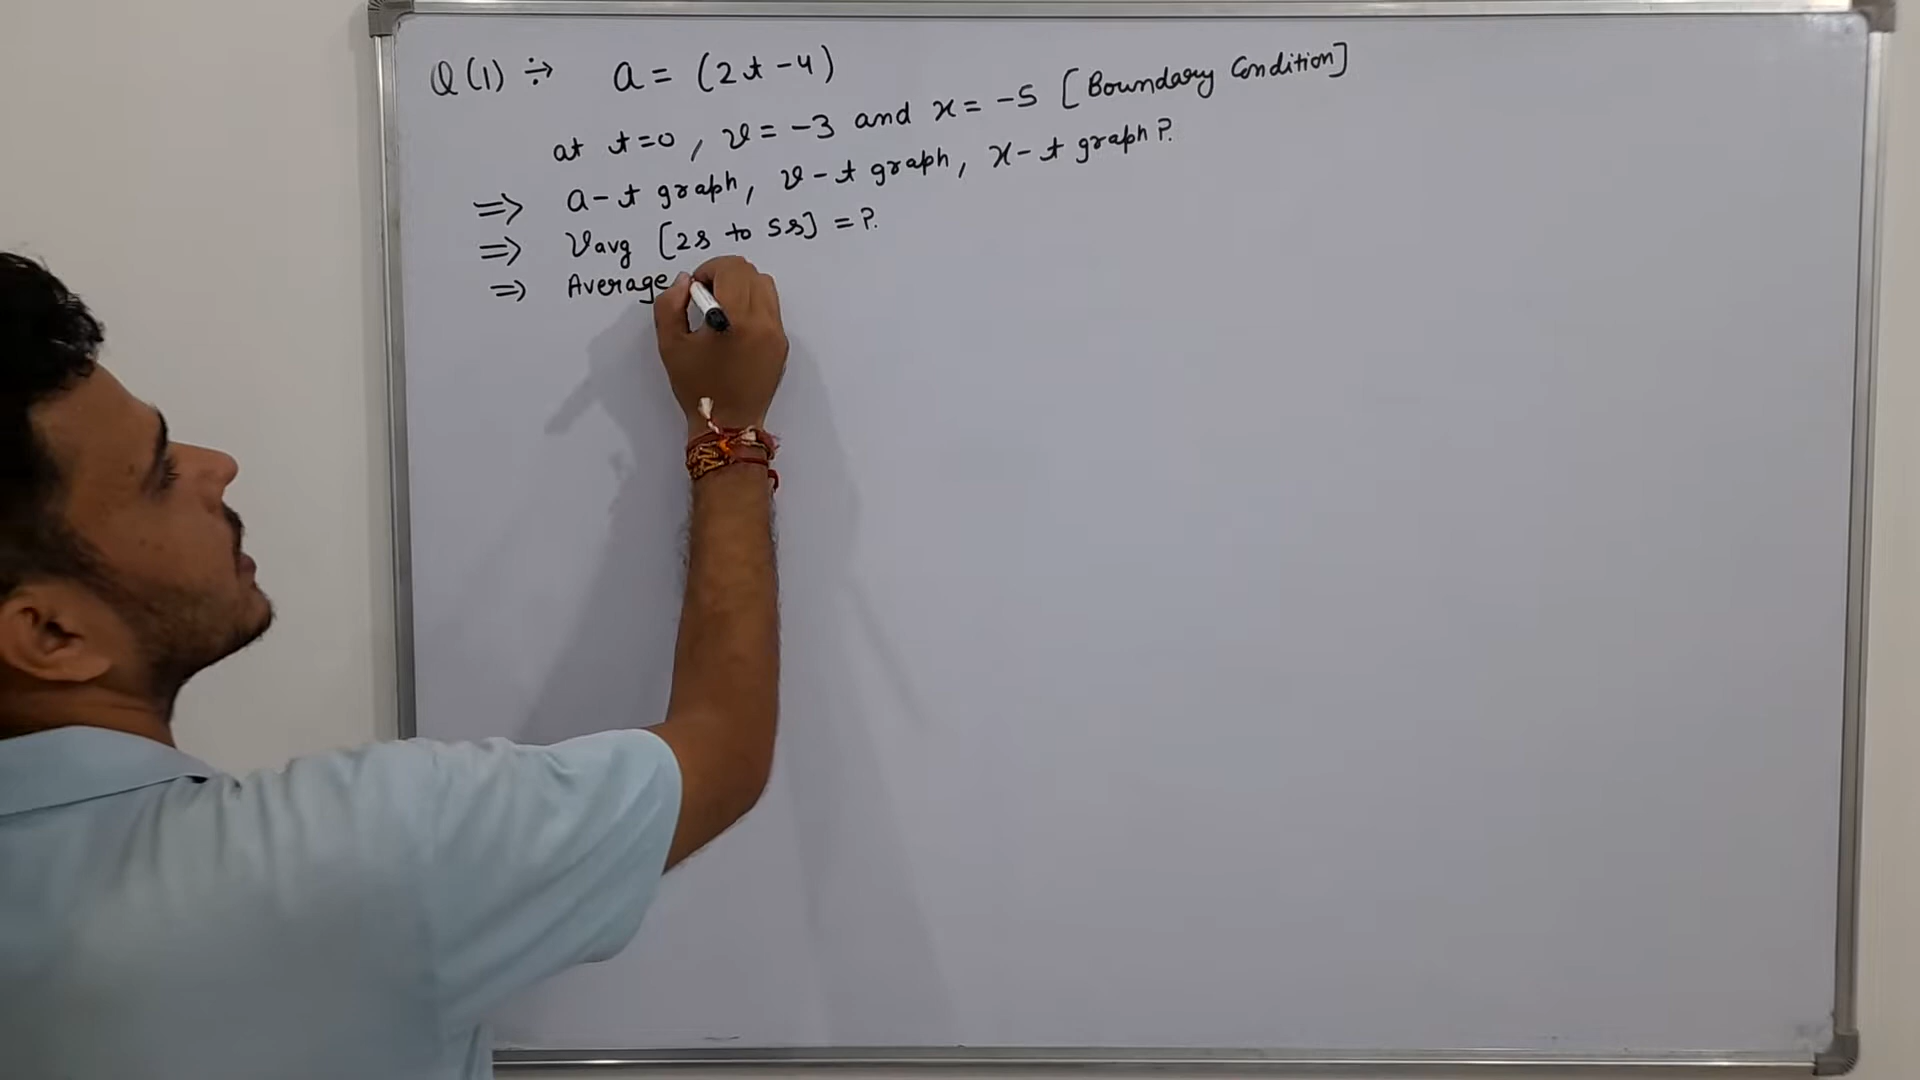 Q(1) ÷> a = (2t-4)
at t=0, v = -3 and x = -5 [Boundary Condition]
=> a-t graph, v-t graph, x-t graph?
=> Vavg [2s to 5s] = ?
=> Average